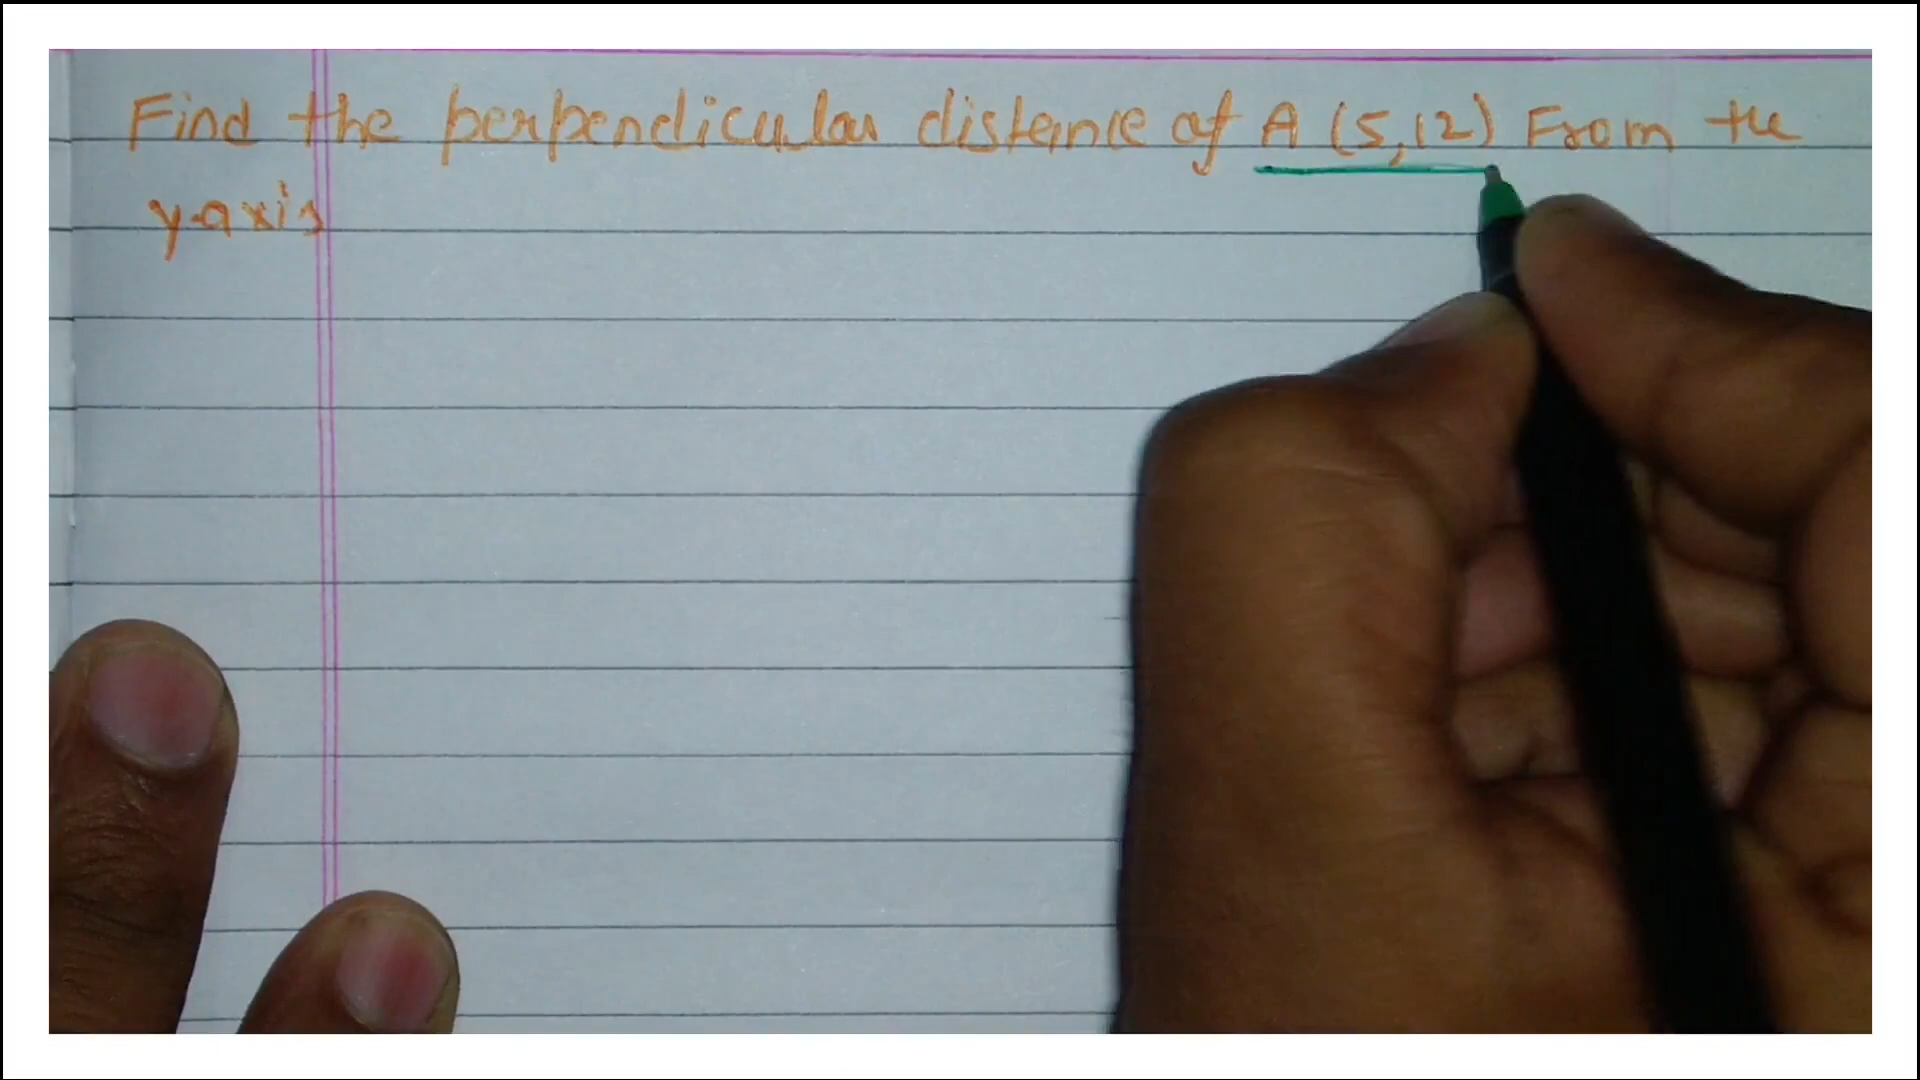 Find the perpendicular distance of A (5,12) From the
y-axis